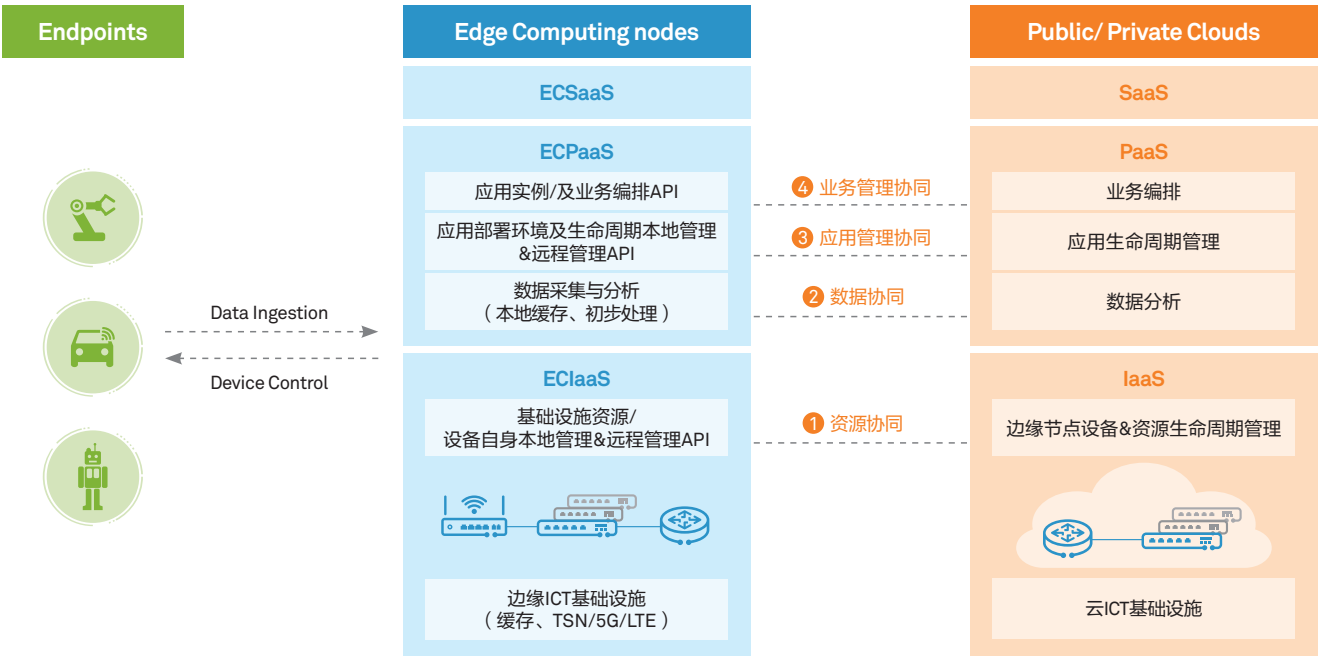 Endpoints
Data Ingestion
Device Control
Edge Computing nodes
ECSaaS
ECPaaS
应用实例/及业务编排API
应用部署环境及生命周期本地管理
&远程管理API
数据采集与分析
（本地缓存、初步处理）
ECIaaS
基础设施资源/
设备自身本地管理&远程管理API
边缘ICT基础设施
（缓存、TSN/5G/LTE）
4 业务管理协同
3 应用管理协同
2 数据协同
1 资源协同
Public/ Private Clouds
SaaS
PaaS
业务编排
应用生命周期管理
数据分析
IaaS
边缘节点设备&资源生命周期管理
云ICT基础设施